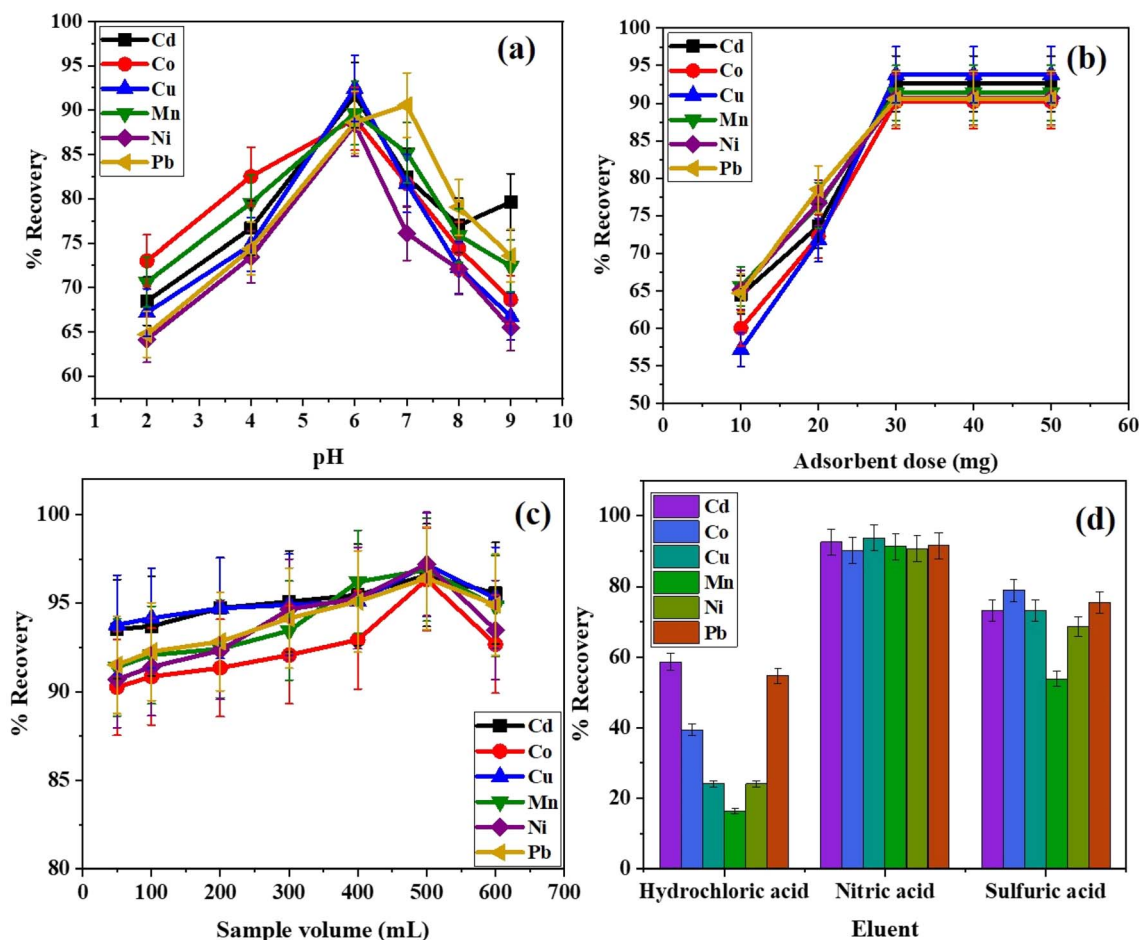 (a)
Cd
Co
Cu
Mn
Ni
Pb
100
95
90
85
80
75
70
65
60
% Recovery
1 2 3 4 5 6 7 8 9 10
pH
(b)
Cd
Co
Cu
Mn
Ni
Pb
100
95
90
85
80
75
70
65
60
55
50
% Recovery
0 10 20 30 40 50 60
Adsorbent dose (mg)
(c)
100
95
90
85
80
% Reccovery
Cd
Co
Cu
Mn
Ni
Pb
0 100 200 300 400 500 600 700
Sample volume (mL)
(d)
Cd
Co
Cu
Mn
Ni
Pb
100
80
60
40
20
0
% Reccovery
Hydrochloric acid Nitric acid Sulfuric acid
Eluent